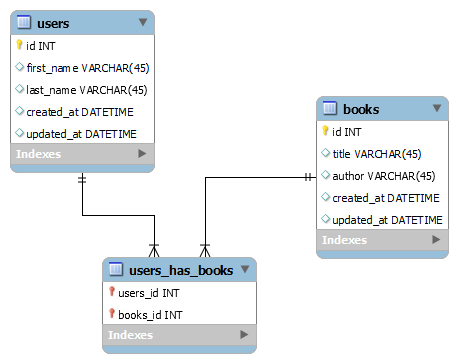 users
id INT
first_name VARCHAR(45)
last_name VARCHAR(45)
created_at DATETIME
updated_at DATETIME
Indexes
books
id INT
title VARCHAR(45)
author VARCHAR(45)
created_at DATETIME
updated_at DATETIME
Indexes
users_has_books
users_id INT
books_id INT
Indexes